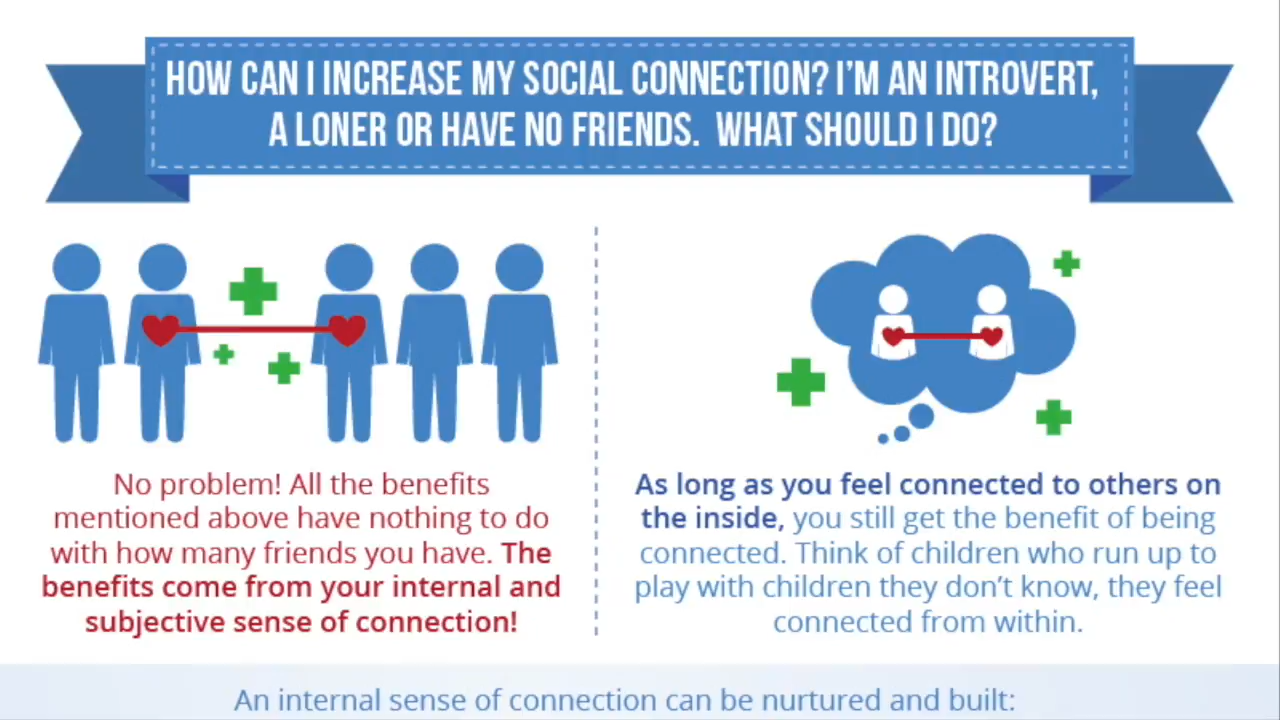 HOW CAN I INCREASE MY SOCIAL CONNECTION? I'M AN INTROVERT,
A LONER OR HAVE NO FRIENDS. WHAT SHOULD I DO?
No problem! All the benefits
mentioned above have nothing to do
with how many friends you have. The
benefits come from your internal and
subjective sense of connection!
As long as you feel connected to others on
the inside, you still get the benefit of being
connected. Think of children who run up to
play with children they don't know, they feel
connected from within.
An internal sense of connection can be nurtured and built: